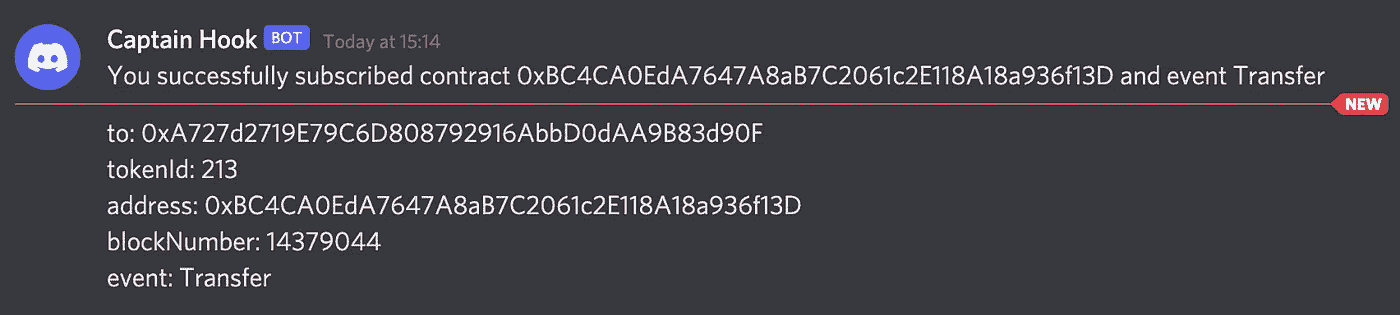 Captain Hook BOT Today at 15:14
You successfully subscribed contract 0xBC4CA0EdA7647A8aB7C2061c2E118A18a936f13D and event Transfer
NEW
to: 0xA727d2719E79C6D808792916AbbD0dAA9B83d90F
tokenId: 213
address: 0xBC4CA0EdA7647A8aB7C2061c2E118A18a936f13D
blockNumber: 14379044
event: Transfer